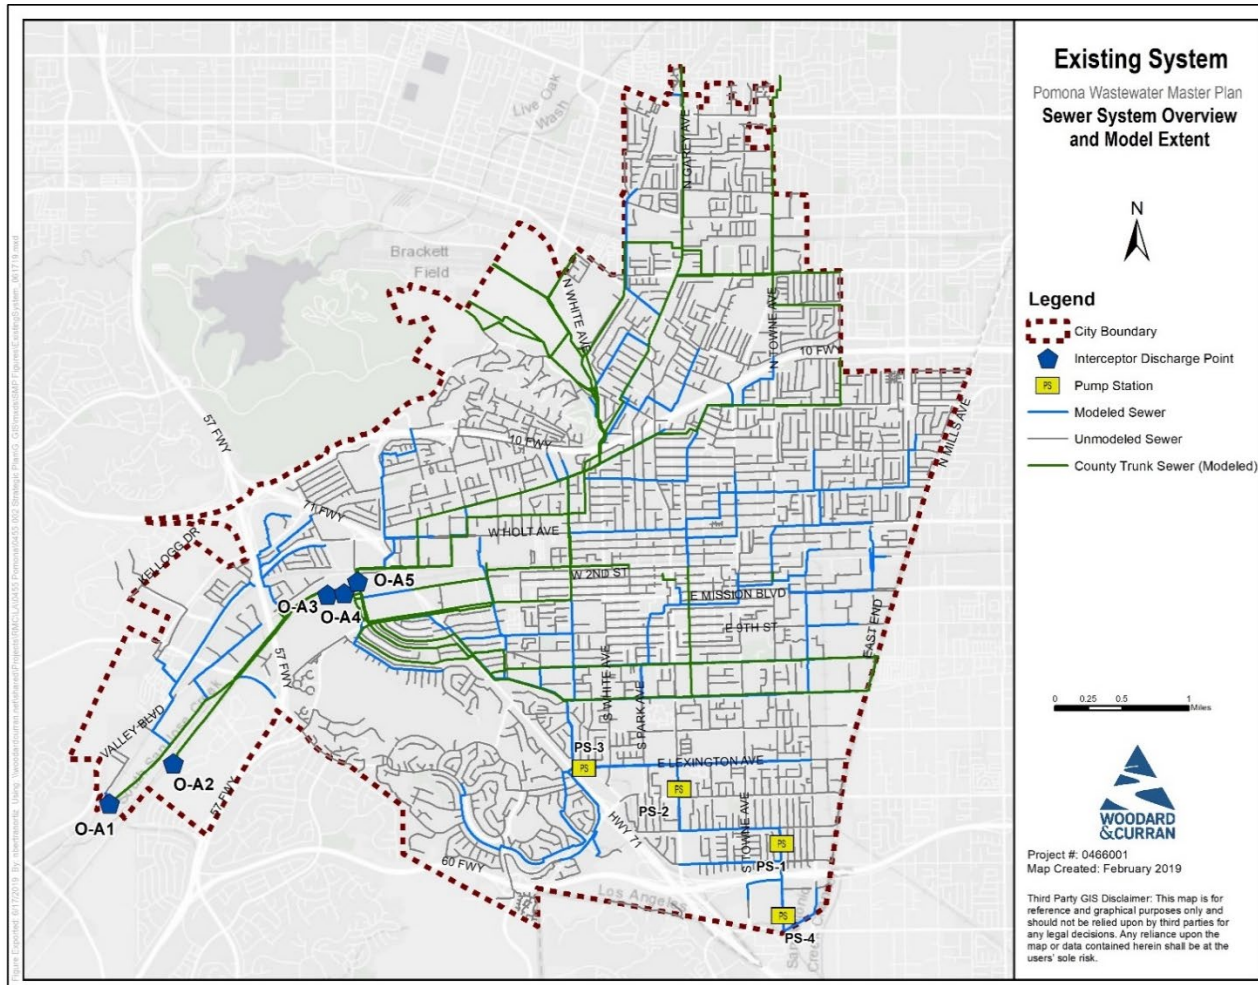 Existing System
Pomona Wastewater Master Plan
Sewer System Overview
and Model Extent
N
Legend
City Boundary
Interceptor Discharge Point
PS
Pump Station
Modeled Sewer
Unmodeled Sewer
County Trunk Sewer (Modeled)
0 0.25 0.5 1
Miles
WOODARD
&CURRAN
Project #: 0466001
Map Created: February 2019
Third Party GIS Disclaimer: This map is for
reference and graphical purposes only and
should not be relied upon by third parties for
any legal decisions. Any reliance upon the
map or data contained herein shall be at the
users' sole risk.
Live Oak
Wash
N GAREY AVE
Brackett
Field
N WHITE AVE
N TOWNE AVE
10 FWY
N MILLS AVE
57 FWY
10 FWY
71 FWY
W HOLT AVE
KELLOGG DR
W 2ND ST
O-A5
O-A3
O-A4
E MISSION BLVD
E 9TH ST
EAST END
57 FWY
S WHITE AVE
S PARK AVE
VALLEY BLVD
South San Jose Creek
PS-3
PS
E LEXINGTON AVE
O-A2
PS
PS-2
O-A1
57 FWY
HWY 71
S TOWNE AVE
PS
PS-1
60 FWY
Los Angeles
PS
PS-4